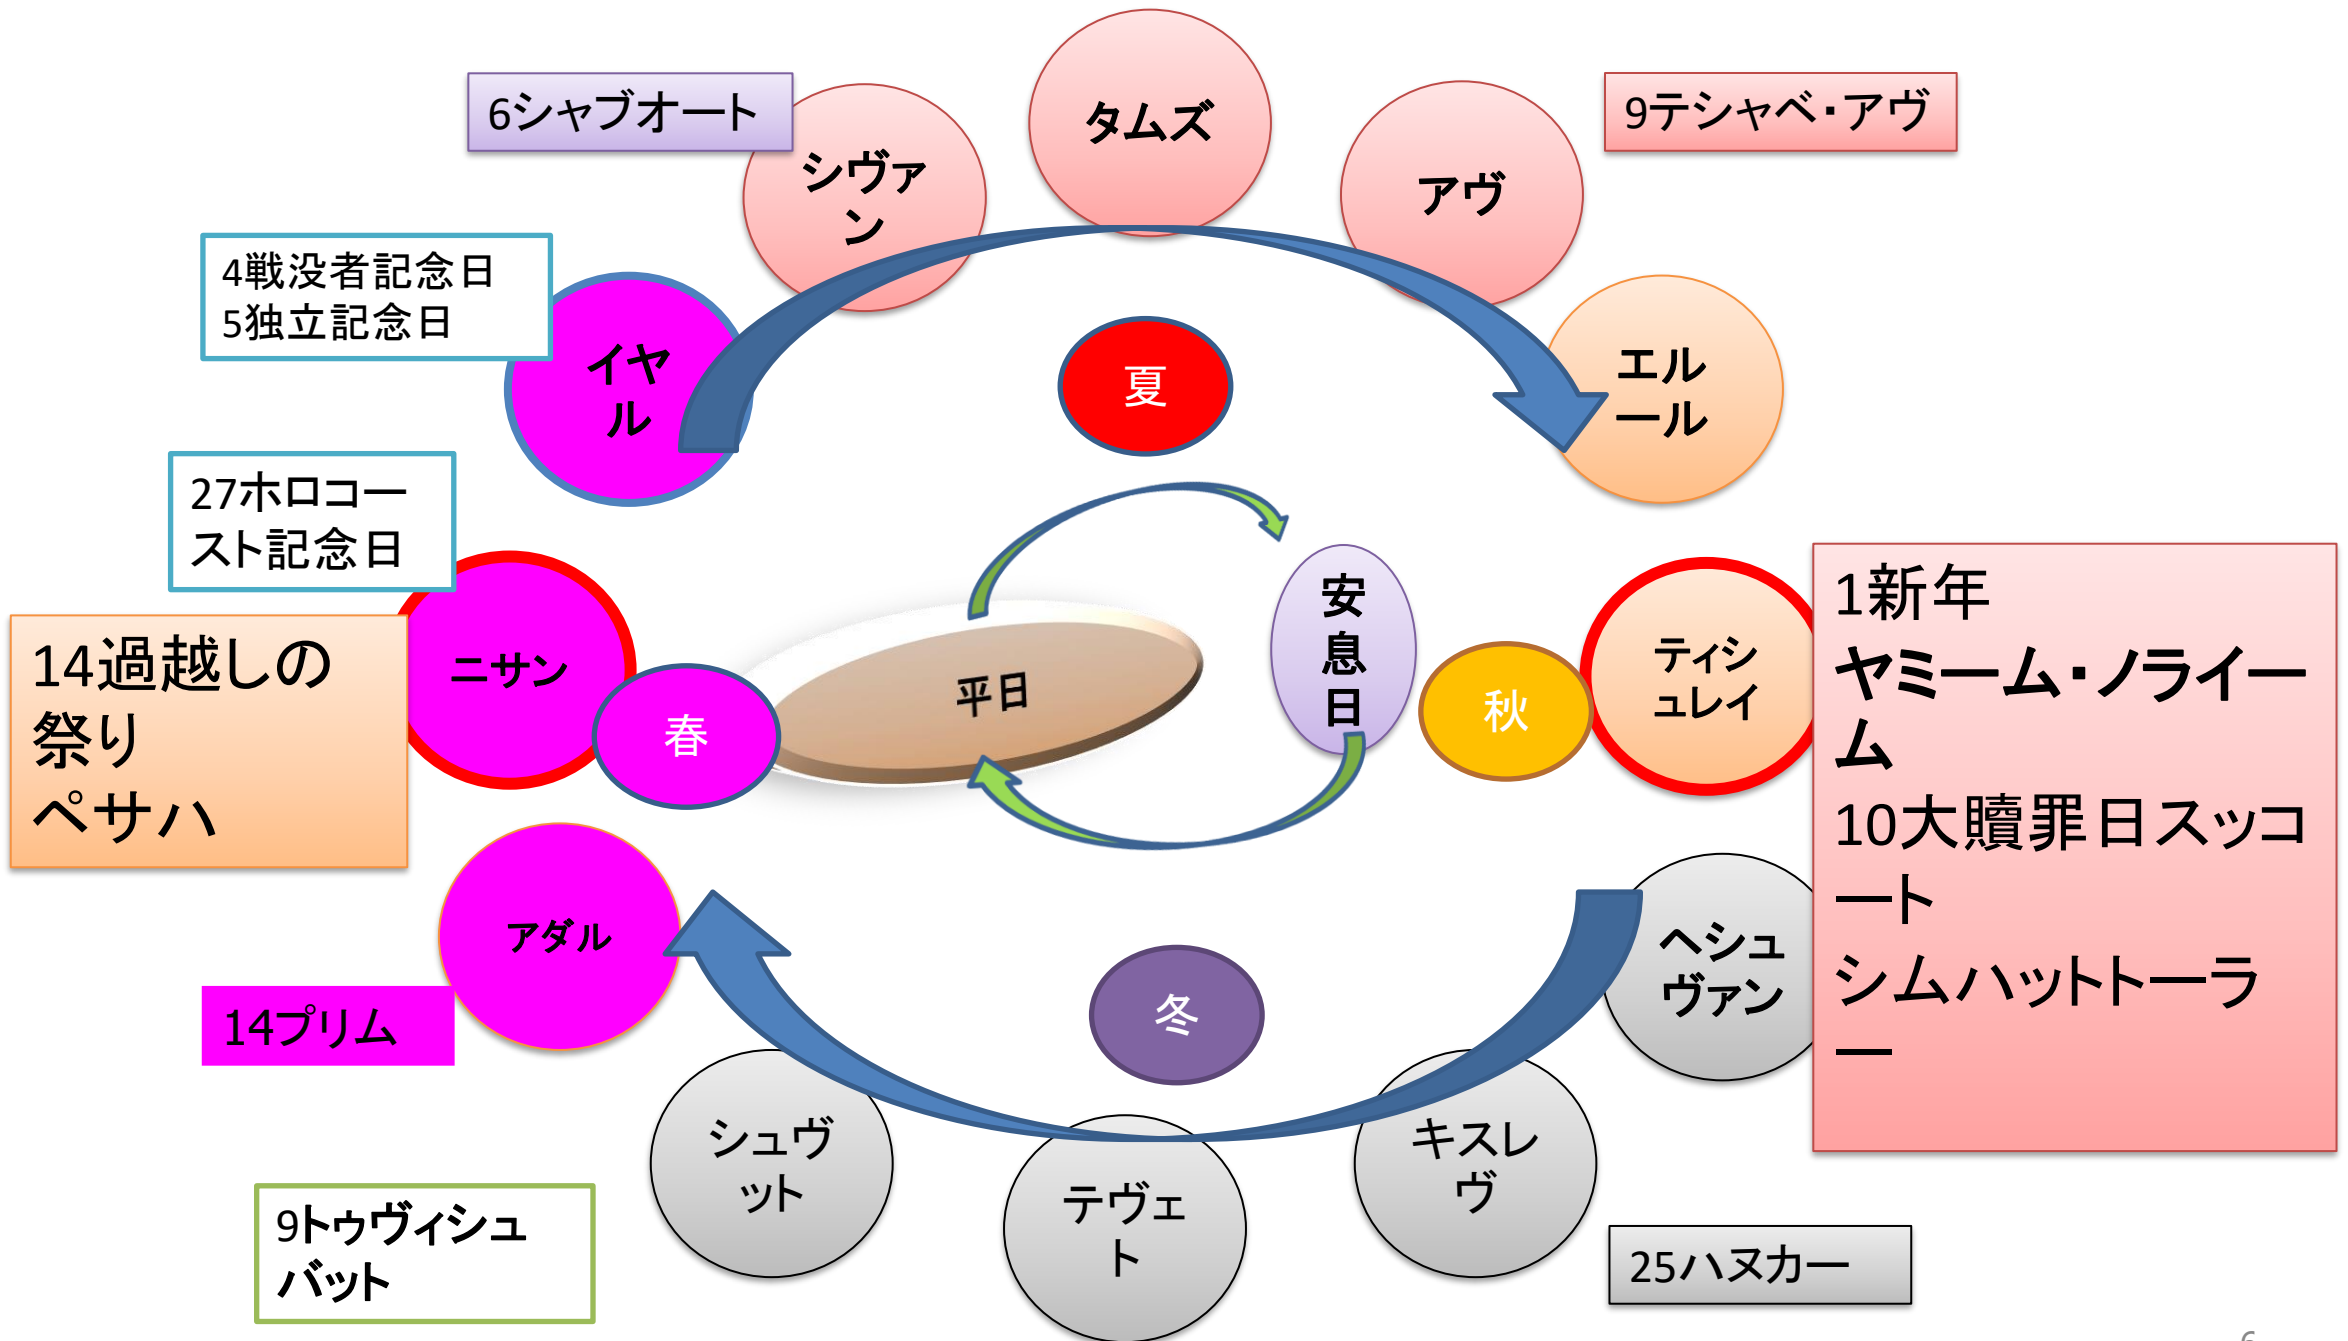 タムズ
6シャブオート
9テシャベ・アヴ
シヴァ
ン
アヴ
4戦没者記念日
5独立記念日
イヤ
ル
夏
エル
ール
27ホロコー
スト記念日
安
息
日
1新年
ヤミーム・ノライー
ム
10大贖罪日スッコ
ート
シムハットトーラ
ー
14過越しの
祭り
ペサハ
ニサン
春
平日
秋
ティシ
ュレイ
アダル
14プリム
冬
ヘシュ
ヴァン
シュヴ
ット
テヴェ
ト
キスレ
ヴ
9トゥヴィシュ
バット
25ハヌカー